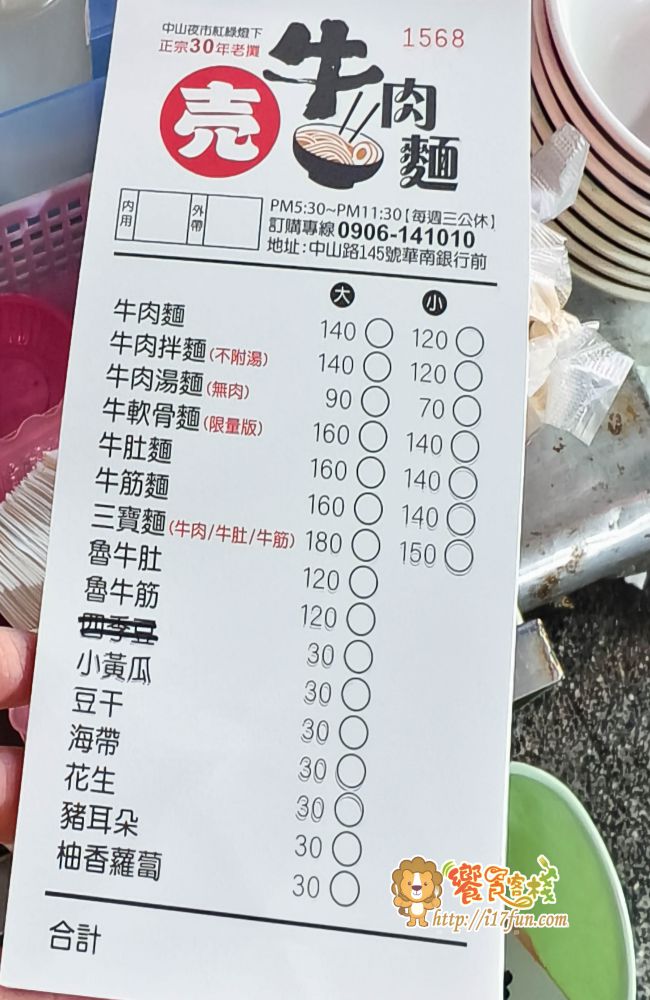 中山夜市紅綠燈下
正宗30年老攤
売
牛肉麵
1568
內用
外帶
PM5:30~PM11:30【每週三公休】
訂購專線0906-141010
地址:中山路145號華南銀行前
大 小
牛肉麵 140 120
牛肉拌麵(不附湯) 140 120
牛肉湯麵(無肉) 90 70
牛軟骨麵(限量版) 160 140
牛肚麵 160 140
牛筋麵 160 140
三寶麵(牛肉/牛肚/牛筋) 180 150
魯牛肚 120
魯牛筋 120
四季豆 30
小黃瓜 30
豆干 30
海帶 30
花生 30
豬耳朵 30
柚香蘿蔔 30
合計
饗食客棧
http://i17fun.com